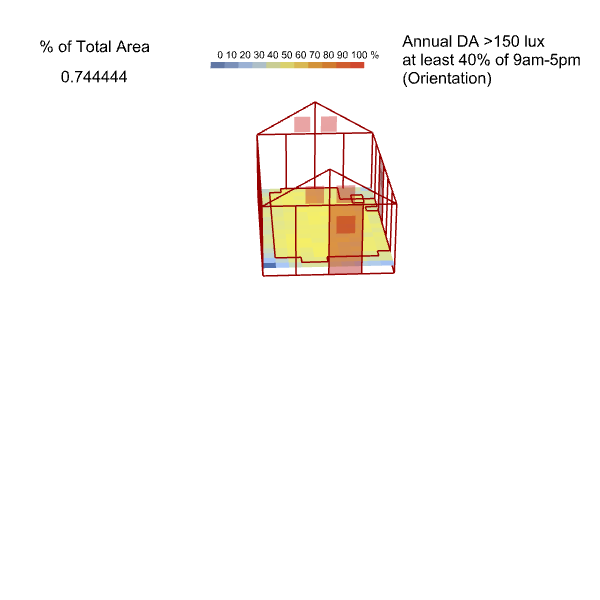 % of Total Area
0.744444
0 10 20 30 40 50 60 70 80 90 100 %
Annual DA >150 lux
at least 40% of 9am-5pm
(Orientation)